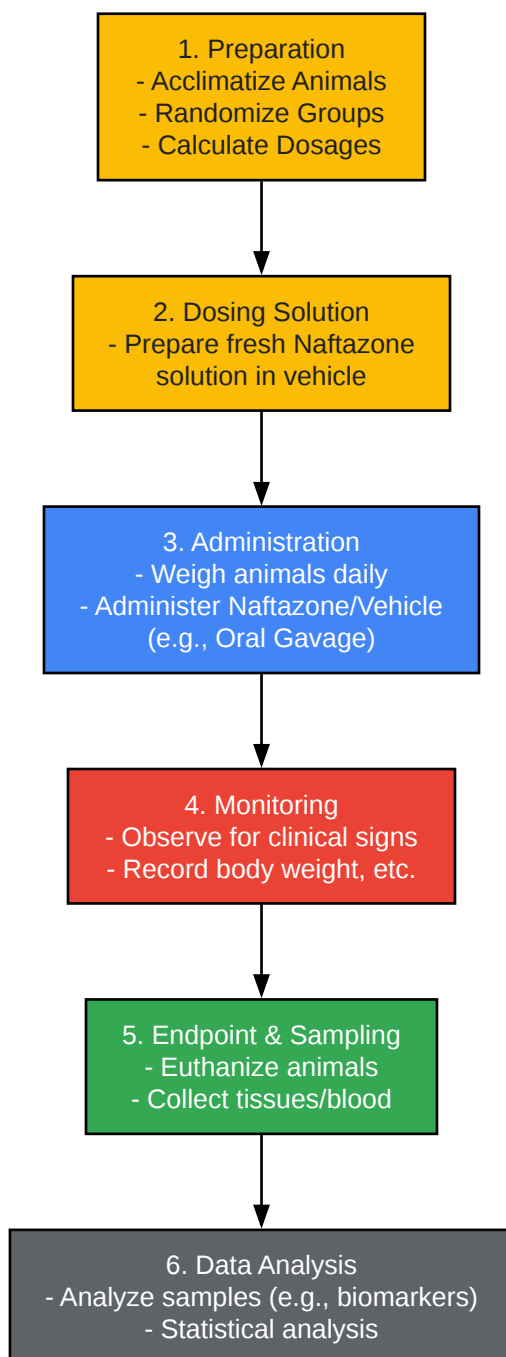 1. Preparation
- Acclimatize Animals
- Randomize Groups
- Calculate Dosages
2. Dosing Solution
- Prepare fresh Naftazone
solution in vehicle
3. Administration
- Weigh animals daily
- Administer Naftazone/Vehicle
(e.g., Oral Gavage)
4. Monitoring
- Observe for clinical signs
- Record body weight, etc.
5. Endpoint & Sampling
- Euthanize animals
- Collect tissues/blood
6. Data Analysis
- Analyze samples (e.g., biomarkers)
- Statistical analysis